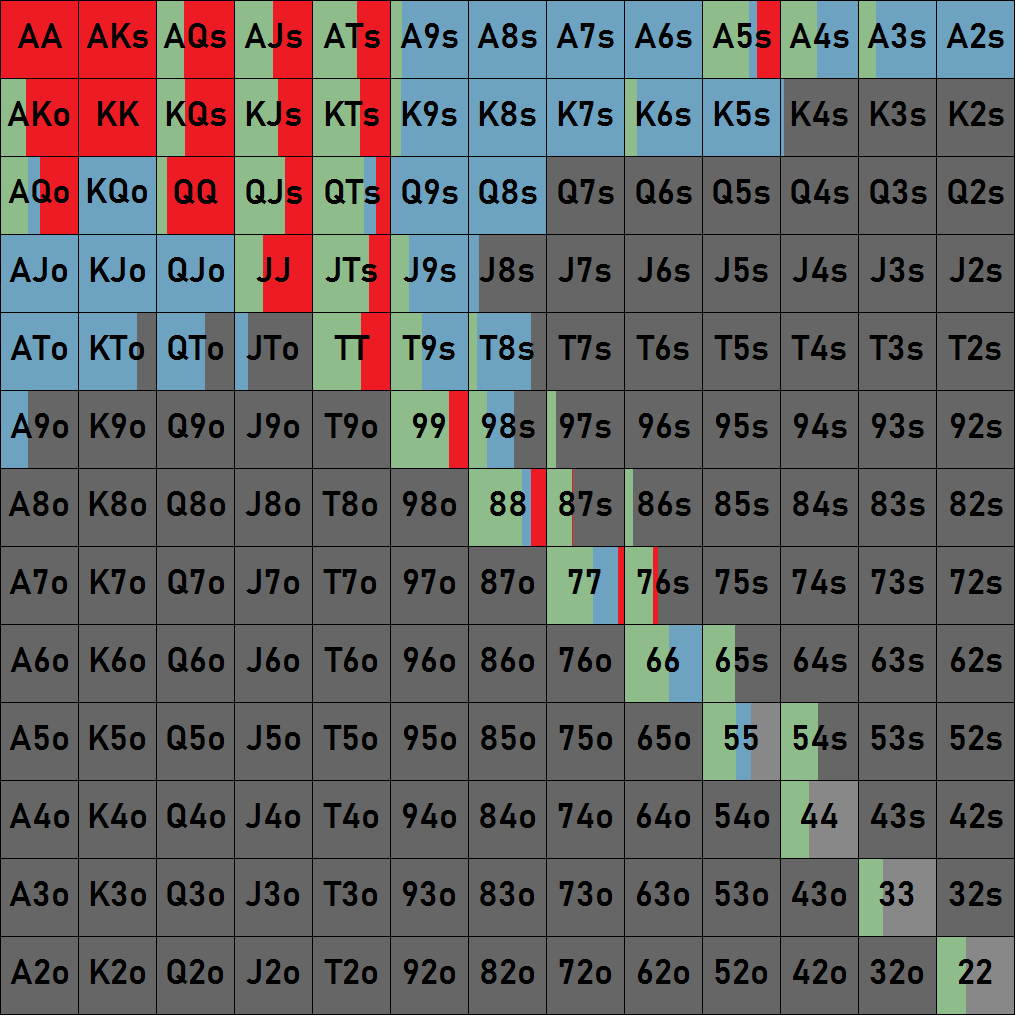 AA AKs AQs AJs ATs A9s A8s A7s A6s A5s A4s A3s A2s
AKo KK KQs KJs KTs K9s K8s K7s K6s K5s K4s K3s K2s
AQo KQo QQ QJs QTs Q9s Q8s Q7s Q6s Q5s Q4s Q3s Q2s
AJo KJo QJo JJ JTs J9s J8s J7s J6s J5s J4s J3s J2s
ATo KTo QTo JTo TT T9s T8s T7s T6s T5s T4s T3s T2s
A9o K9o Q9o J9o T9o 99 98s 97s 96s 95s 94s 93s 92s
A8o K8o Q8o J8o T8o 98o 88 87s 86s 85s 84s 83s 82s
A7o K7o Q7o J7o T7o 97o 87o 77 76s 75s 74s 73s 72s
A6o K6o Q6o J6o T6o 96o 86o 76o 66 65s 64s 63s 62s
A5o K5o Q5o J5o T5o 95o 85o 75o 65o 55 54s 53s 52s
A4o K4o Q4o J4o T4o 94o 84o 74o 64o 54o 44 43s 42s
A3o K3o Q3o J3o T3o 93o 83o 73o 63o 53o 43o 33 32s
A2o K2o Q2o J2o T2o 92o 82o 72o 62o 52o 42o 32o 22